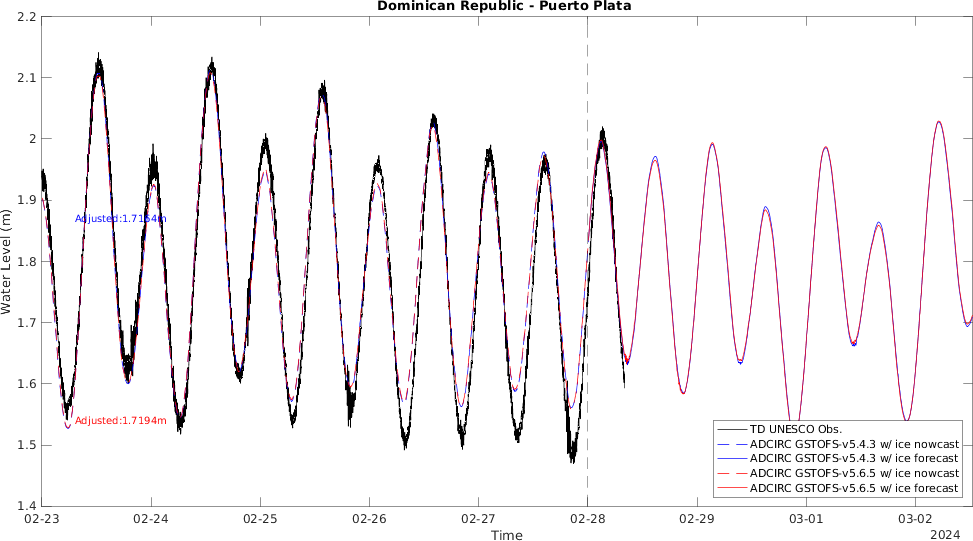 Dominican Republic - Puerto Plata
Water Level (m)
2.2
2.1
2
1.9
1.8
1.7
1.6
1.5
1.4
Adjusted:1.7154m
Adjusted:1.7194m
TD UNESCO Obs.
ADCIRC GSTOFS-v5.4.3 w/ ice nowcast
ADCIRC GSTOFS-v5.4.3 w/ ice forecast
ADCIRC GSTOFS-v5.6.5 w/ ice nowcast
ADCIRC GSTOFS-v5.6.5 w/ ice forecast
02-23 02-24 02-25 02-26 02-27 02-28 02-29 03-01 03-02
Time
2024